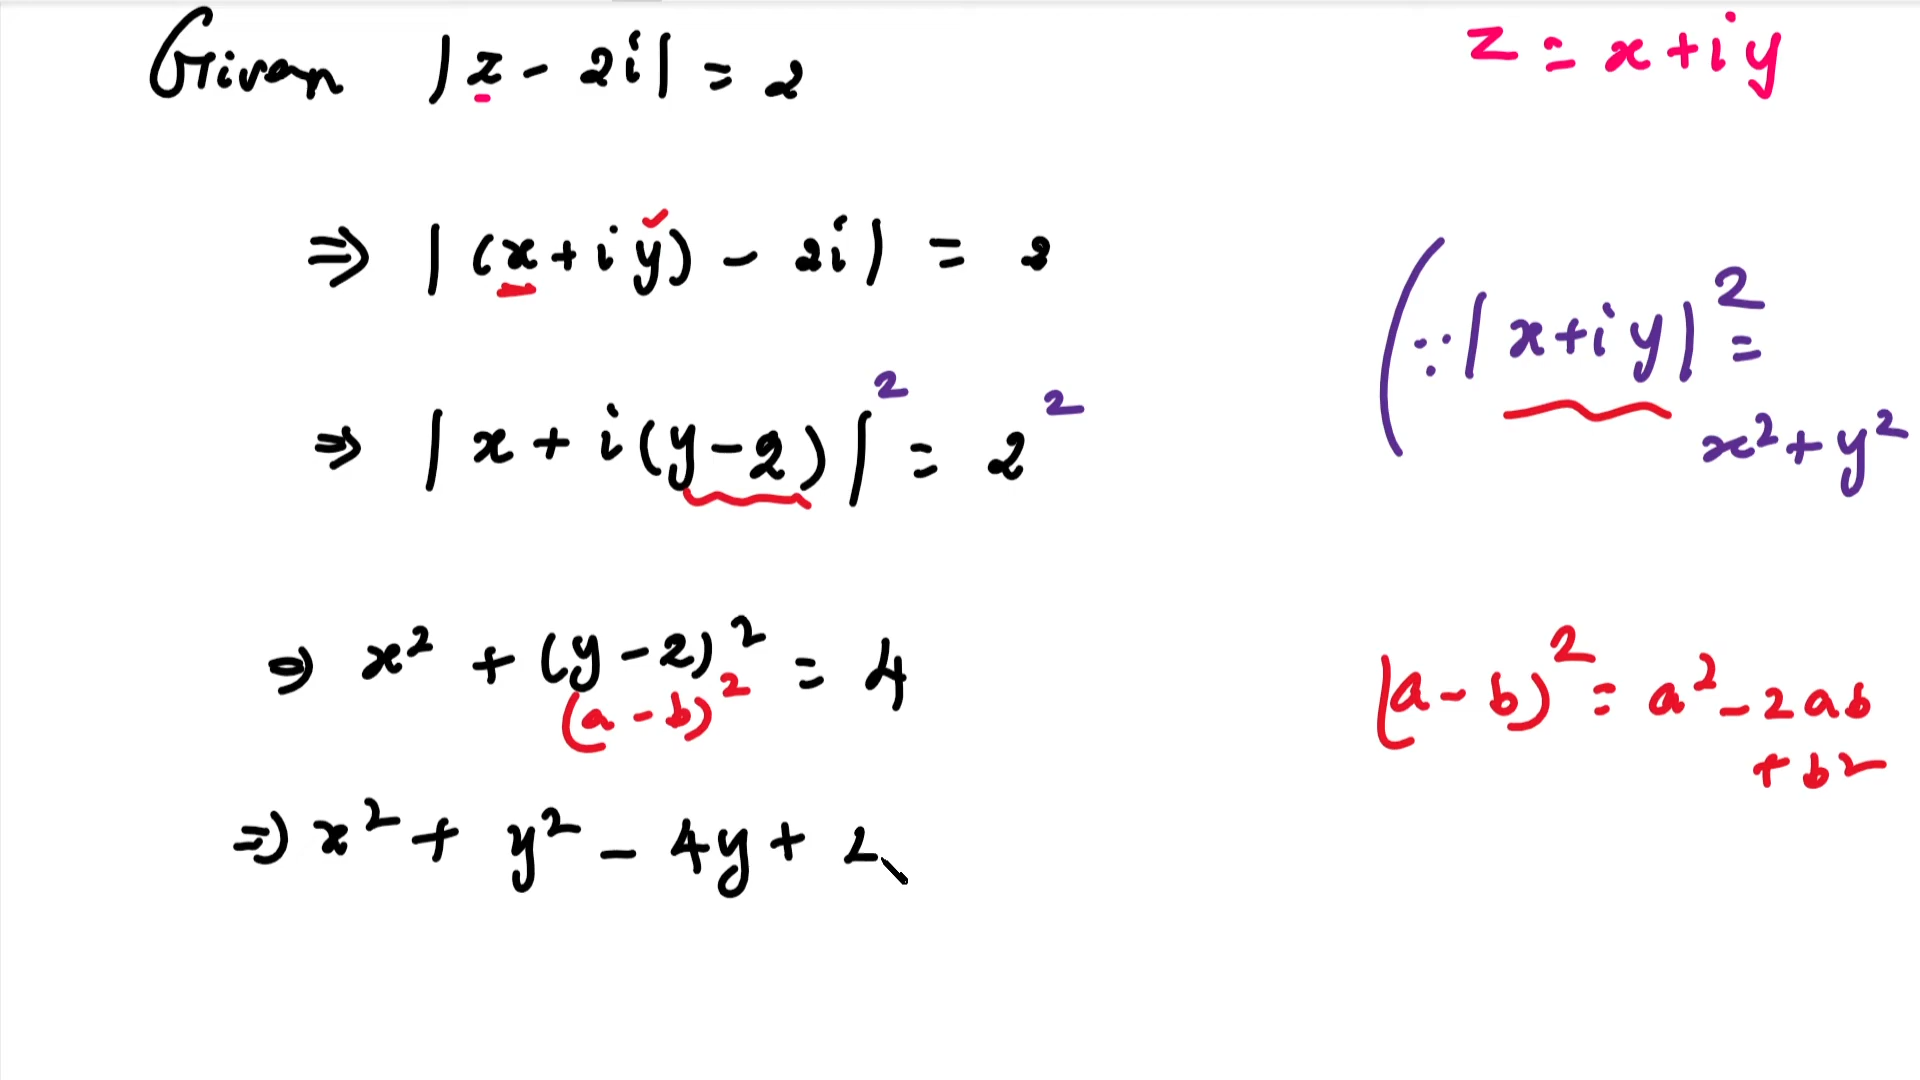 Given |z - 2i| = 2
z = x + iy
⇒ |(x + iy) - 2i| = 2
(∵ |x + iy|² =
x² + y²
⇒ |x + i(y - 2)|² = 2²
⇒ x² + (y - 2)² = 4
(a - b)²
(a - b)² = a² - 2ab
+ b²
⇒ x² + y² - 4y +